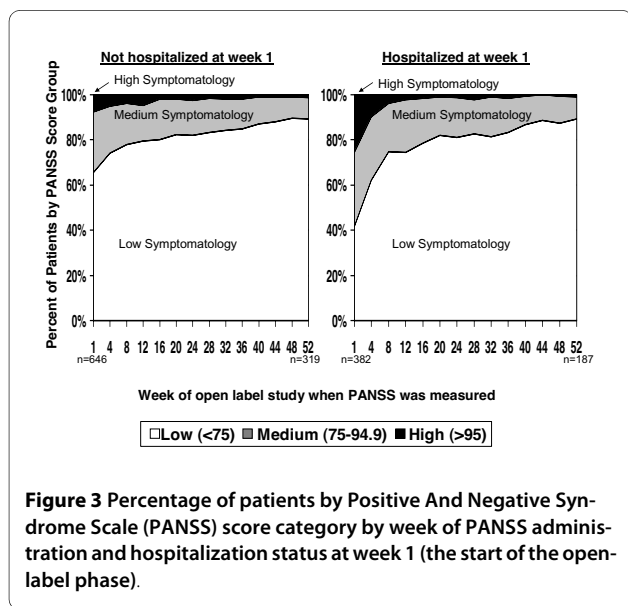 Not hospitalized at week 1
Hospitalized at week 1
Percent of Patients by PANSS Score Group
High Symptomatology
100%
Medium Symptomatology
80%
60%
40%
Low Symptomatology
20%
0%
1 4 8 12 16 20 24 28 32 36 40 44 48 52
n=646
n=319
High Symptomatology
100%
Medium Symptomatology
80%
60%
40%
Low Symptomatology
20%
0%
1 4 8 12 16 20 24 28 32 36 40 44 48 52
n=382
n=187
Week of open label study when PANSS was measured
Low (<75) Medium (75-94.9) High (>95)
Figure 3 Percentage of patients by Positive And Negative Syn-
drome Scale (PANSS) score category by week of PANSS adminis-
tration and hospitalization status at week 1 (the start of the open-
label phase).